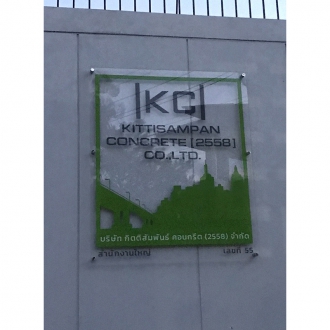 [KC]
KITTISAMPAN
CONCRETE [2558]
CO.,LTD.
บริษัท กิตติสัมพันธ์ คอนกรีต (2558) จำกัด
สำนักงานใหญ่ เลขที่ 55